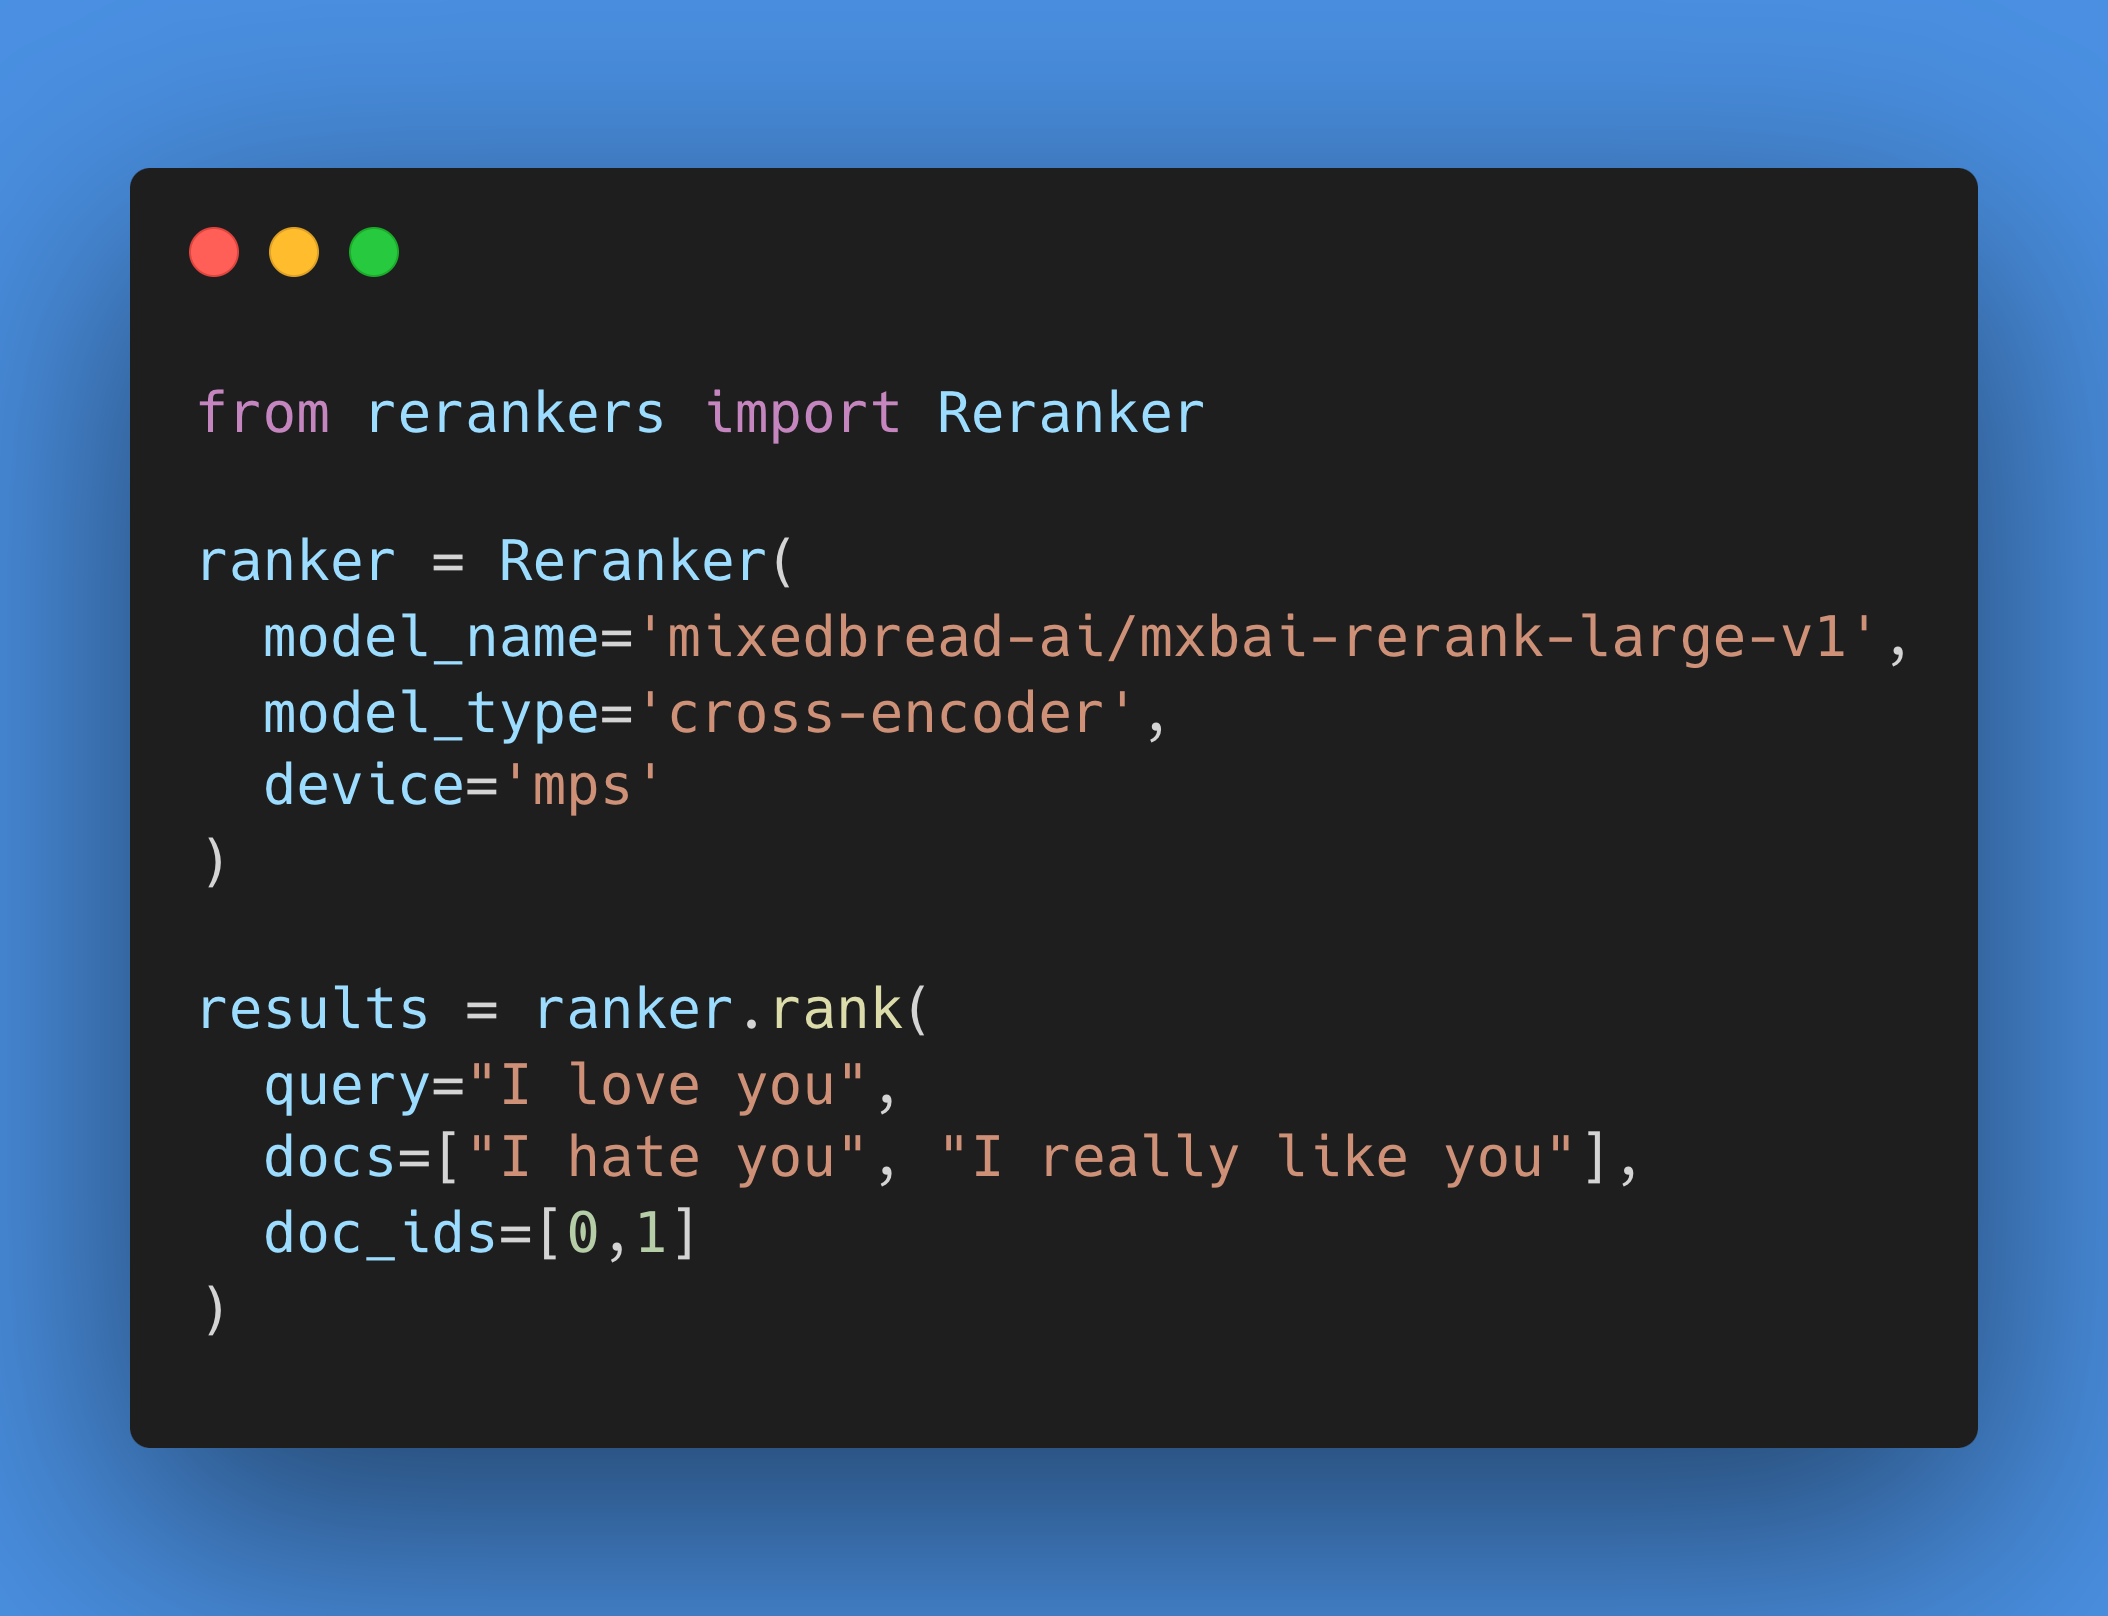 from rerankers import Reranker
ranker = Reranker(
  model_name='mixedbread-ai/mxbai-rerank-large-v1',
  model_type='cross-encoder',
  device='mps'
)
results = ranker.rank(
  query="I love you",
  docs=["I hate you", "I really like you"],
  doc_ids=[0,1]
)